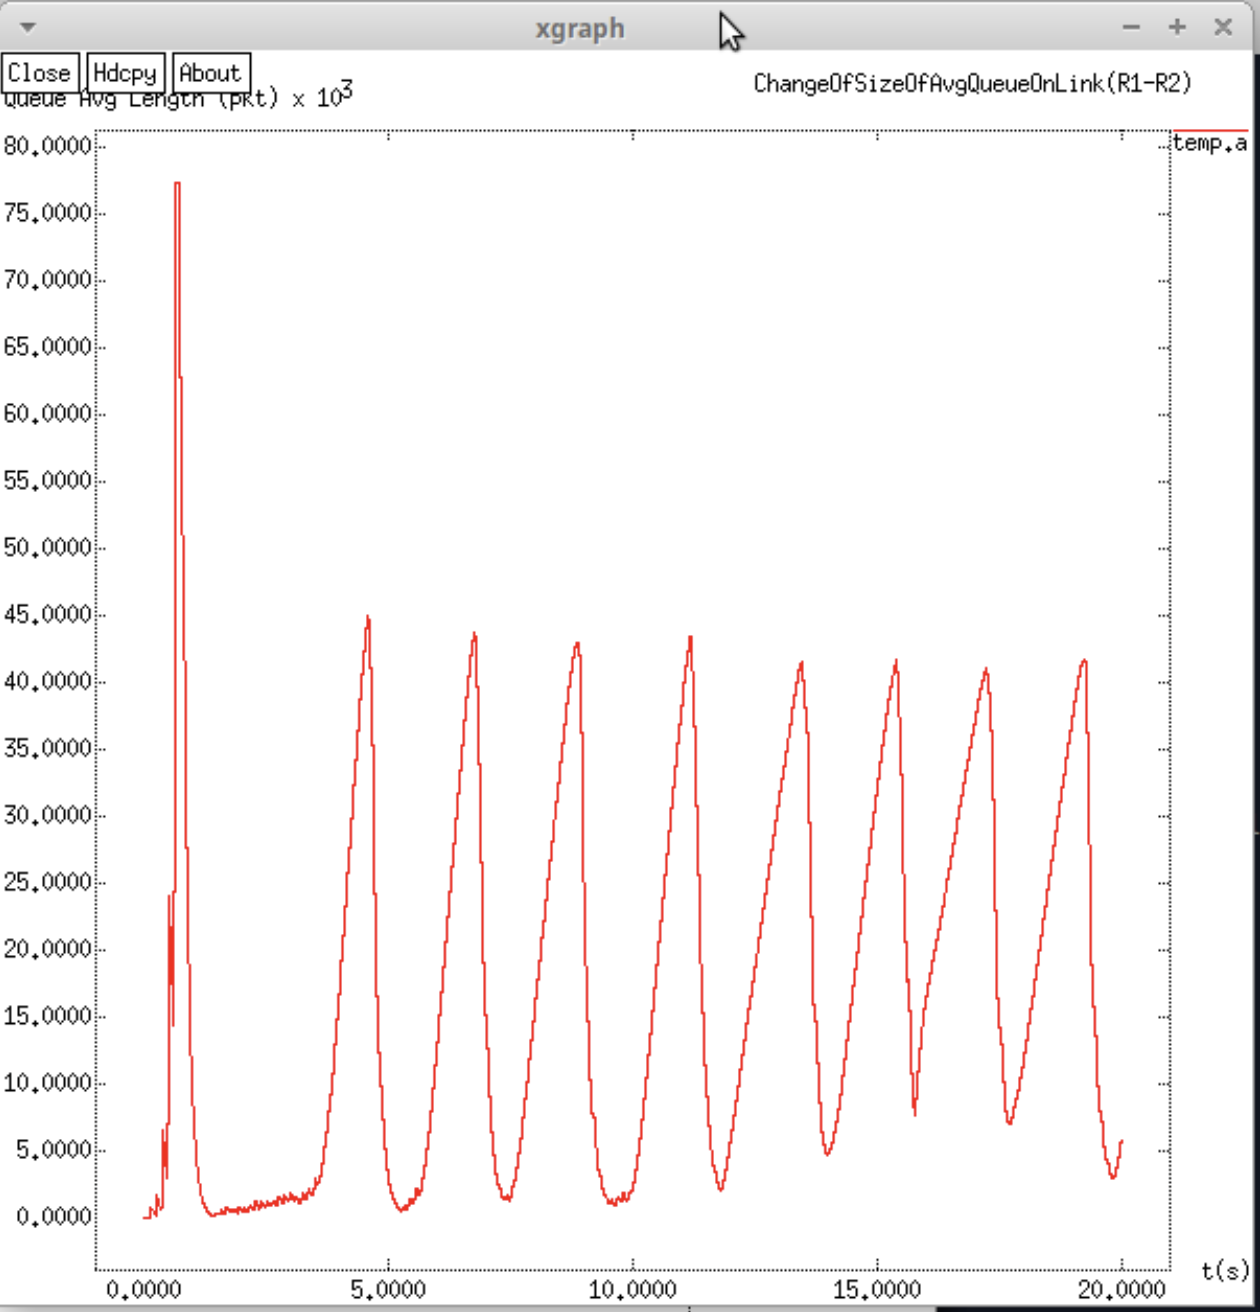 xgraph
Close Hdcpy About
Queue Avg Length (pkt) x 10^3
ChangeOfSizeOfAvgQueueOnLink(R1-R2)
temp.a
80.0000
75.0000
70.0000
65.0000
60.0000
55.0000
50.0000
45.0000
40.0000
35.0000
30.0000
25.0000
20.0000
15.0000
10.0000
5.0000
0.0000
0.0000 5.0000 10.0000 15.0000 20.0000
t(s)